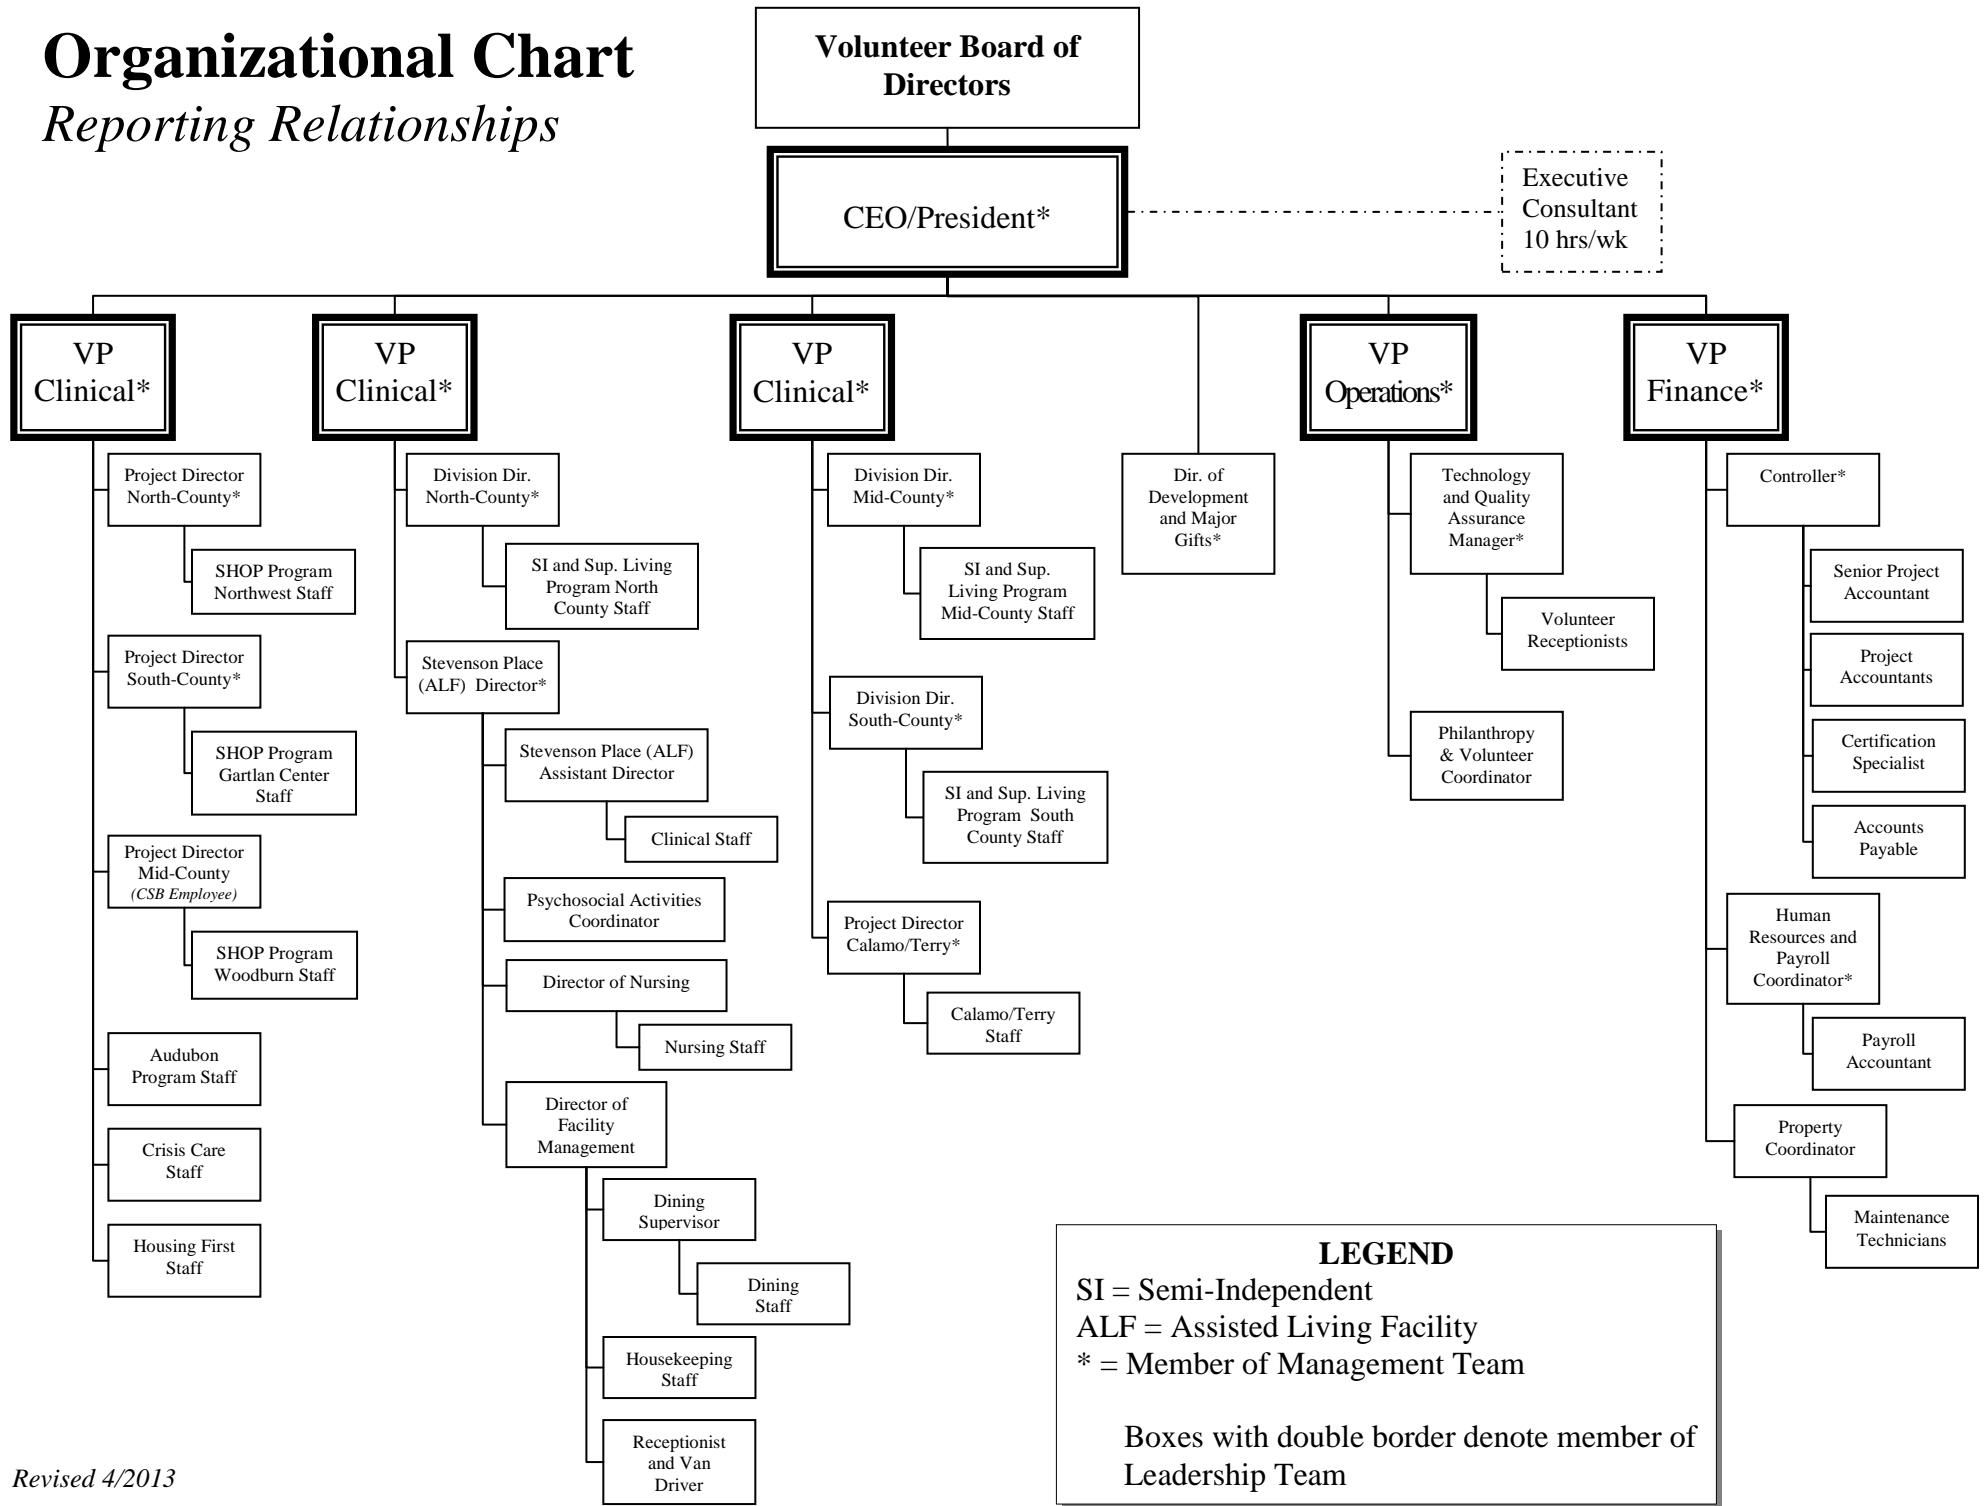 Organizational Chart
Reporting Relationships
Volunteer Board of
Directors
CEO/President*
Executive
Consultant
10 hrs/wk
VP
Clinical*
Project Director
North-County*
SHOP Program
Northwest Staff
Project Director
South-County*
SHOP Program
Gartlan Center
Staff
Project Director
Mid-County
(CSB Employee)
SHOP Program
Woodburn Staff
Audubon
Program Staff
Crisis Care
Staff
Housing First
Staff
VP
Clinical*
Division Dir.
North-County*
SI and Sup. Living
Program North
County Staff
Stevenson Place
(ALF) Director*
Stevenson Place (ALF)
Assistant Director
Clinical Staff
Psychosocial Activities
Coordinator
Director of Nursing
Nursing Staff
Director of
Facility
Management
Dining
Supervisor
Dining
Staff
Housekeeping
Staff
Receptionist
and Van
Driver
VP
Clinical*
Division Dir.
Mid-County*
SI and Sup.
Living Program
Mid-County Staff
Division Dir.
South-County*
SI and Sup. Living
Program South
County Staff
Project Director
Calamo/Terry*
Calamo/Terry
Staff
Dir. of
Development
and Major
Gifts*
VP
Operations*
Technology
and Quality
Assurance
Manager*
Volunteer
Receptionists
Philanthropy
& Volunteer
Coordinator
VP
Finance*
Controller*
Senior Project
Accountant
Project
Accountants
Certification
Specialist
Accounts
Payable
Human
Resources and
Payroll
Coordinator*
Payroll
Accountant
Property
Coordinator
Maintenance
Technicians
LEGEND
SI = Semi-Independent
ALF = Assisted Living Facility
* = Member of Management Team
Boxes with double border denote member of
Leadership Team
Revised 4/2013